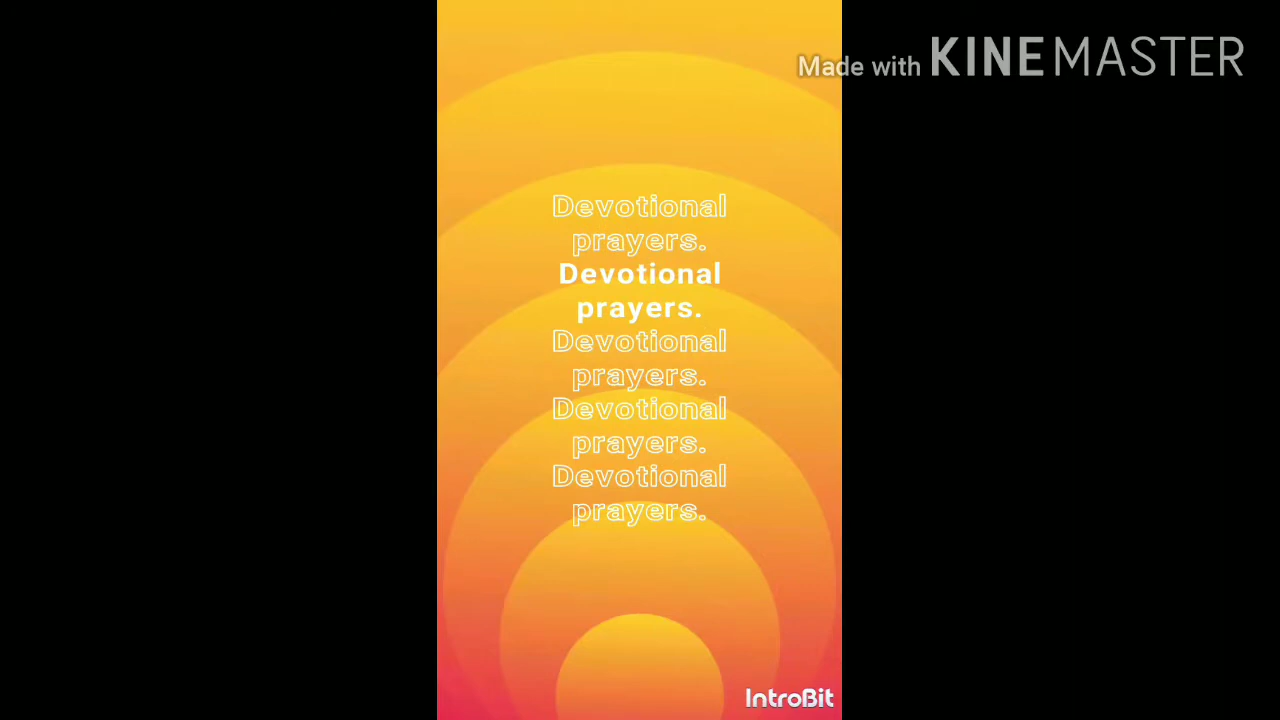 Made with KINEMASTER
Devotional
prayers.
Devotional
prayers.
Devotional
prayers.
Devotional
prayers.
Devotional
prayers.
IntroBit